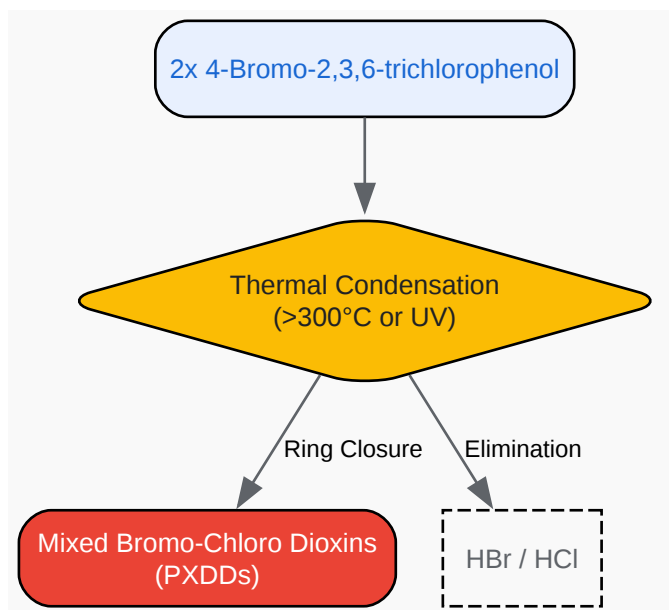 2x 4-Bromo-2,3,6-trichlorophenol
Thermal Condensation
(>300°C or UV)
Ring Closure
Elimination
Mixed Bromo-Chloro Dioxins
(PXDDs)
HBr / HCl